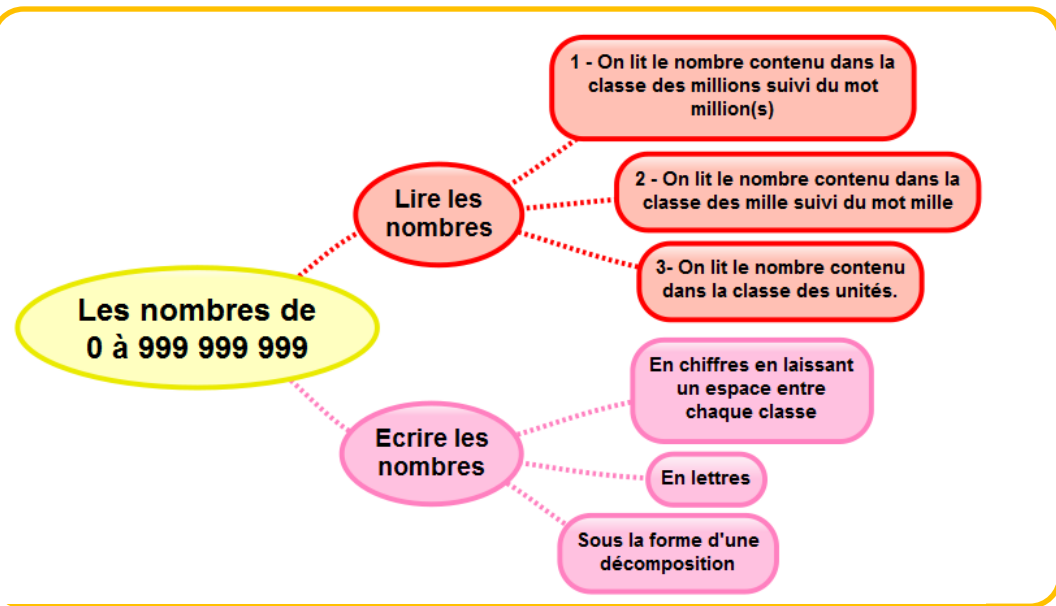 Les nombres de
0 à 999 999 999
Lire les
nombres
1 - On lit le nombre contenu dans la
classe des millions suivi du mot
million(s)
2 - On lit le nombre contenu dans la
classe des mille suivi du mot mille
3- On lit le nombre contenu
dans la classe des unités.
Ecrire les
nombres
En chiffres en laissant
un espace entre
chaque classe
En lettres
Sous la forme d'une
décomposition